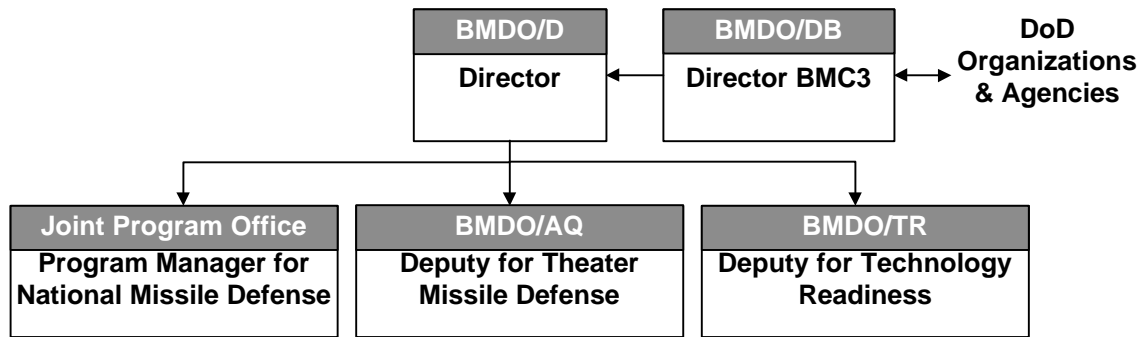 BMDO/D
Director
BMDO/DB
Director BMC3
DoD
Organizations
& Agencies
Joint Program Office
Program Manager for
National Missile Defense
BMDO/AQ
Deputy for Theater
Missile Defense
BMDO/TR
Deputy for Technology
Readiness